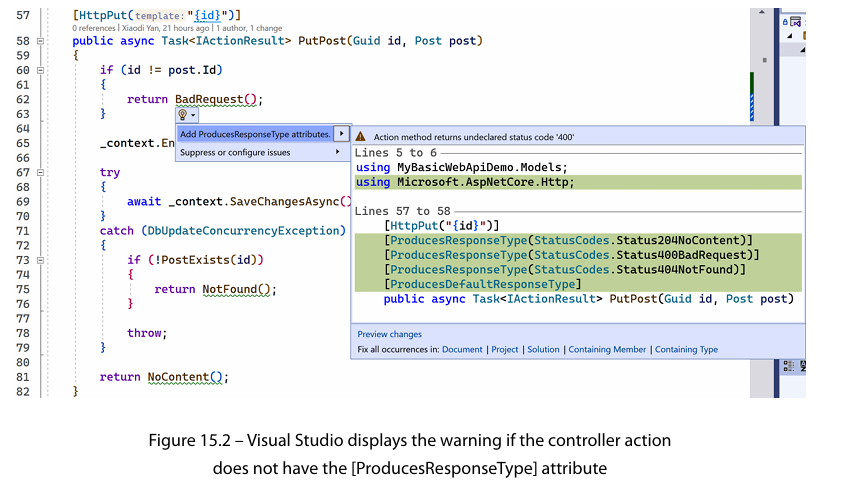 57 [HttpPut(template:"{id}")]
0 references | Xiaodi Yan, 21 hours ago | 1 author, 1 change
58 public async Task<IActionResult> PutPost(Guid id, Post post)
59 {
60 if (id != post.Id)
61 {
62 return BadRequest();
63 }
64
Add ProducesResponseType attributes.
Suppress or configure issues
65 _context.En
66
67 try
68 {
69 await _context.SaveChangesAsync()
70 }
71 catch (DbUpdateConcurrencyException)
72 {
73 if (!PostExists(id))
74 {
75 return NotFound();
76 }
77
78 throw;
79 }
80
81 return NoContent();
82 }
Action method returns undeclared status code '400'
Lines 5 to 6
using MyBasicWebApiDemo.Models;
using Microsoft.AspNetCore.Http;
Lines 57 to 58
[HttpPut("{id}")]
[ProducesResponseType(StatusCodes.Status204NoContent)]
[ProducesResponseType(StatusCodes.Status400BadRequest)]
[ProducesResponseType(StatusCodes.Status404NotFound)]
[ProducesDefaultResponseType]
public async Task<IActionResult> PutPost(Guid id, Post post)
Preview changes
Fix all occurrences in: Document | Project | Solution | Containing Member | Containing Type
Figure 15.2 – Visual Studio displays the warning if the controller action
does not have the [ProducesResponseType] attribute